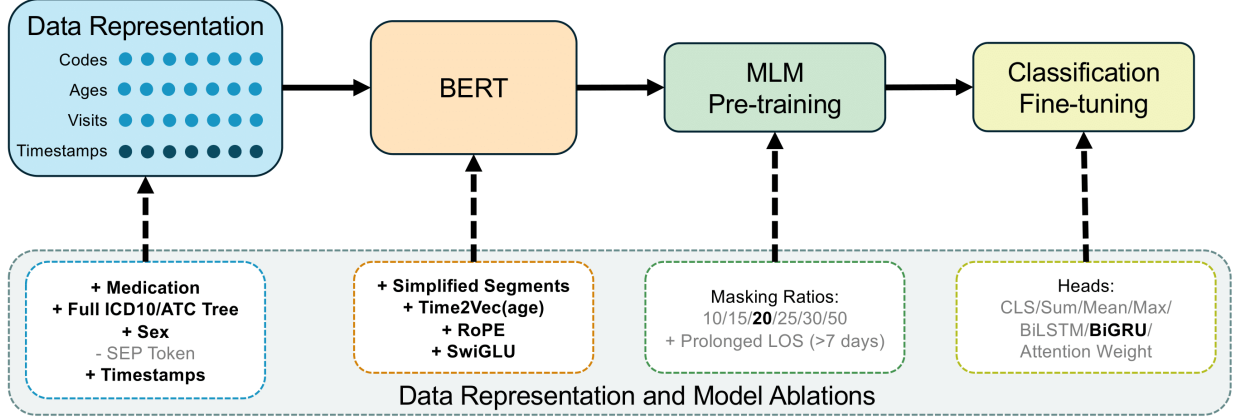 Data Representation
Codes
Ages
Visits
Timestamps
BERT
MLM
Pre-training
Classification
Fine-tuning
+ Medication
+ Full ICD10/ATC Tree
+ Sex
- SEP Token
+ Timestamps
+ Simplified Segments
+ Time2Vec(age)
+ RoPE
+ SwiGLU
Masking Ratios:
10/15/20/25/30/50
+ Prolonged LOS (>7 days)
Heads:
CLS/Sum/Mean/Max/
BiLSTM/BiGRU/
Attention Weight
Data Representation and Model Ablations